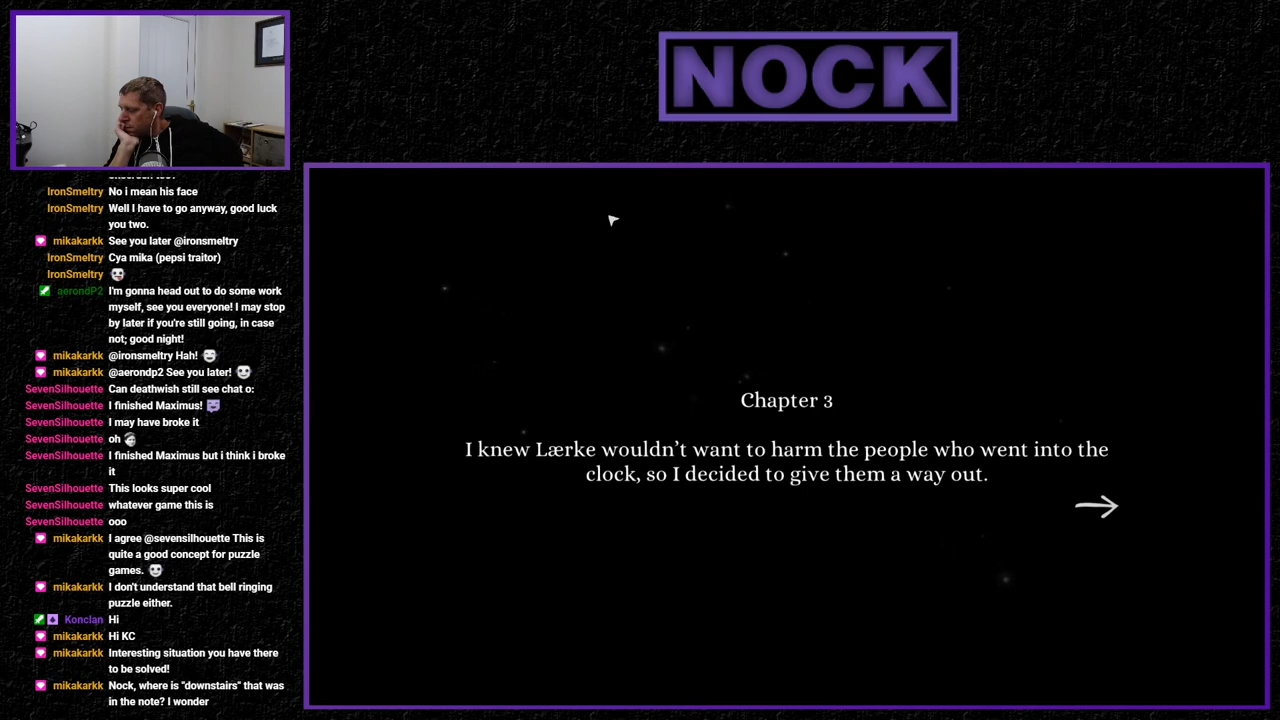 NOCK
IronSmeltry No i mean his face
IronSmeltry Well I have to go anyway, good luck
you two.
mikakarkk See you later @ironsmeltry
IronSmeltry Cya mika (pepsi traitor)
IronSmeltry
aerondP2 I'm gonna head out to do some work
myself, see you everyone! I may stop
by later if you're still going, in case
not; good night!
mikakarkk @ironsmeltry Hah!
mikakarkk @aerondp2 See you later!
SevenSilhouette Can deathwish still see chat o:
SevenSilhouette I finished Maximus!
SevenSilhouette I may have broke it
SevenSilhouette oh
SevenSilhouette I finished Maximus but i think i broke
it
SevenSilhouette This looks super cool
SevenSilhouette whatever game this is
SevenSilhouette ooo
mikakarkk I agree @sevensilhouette This is
quite a good concept for puzzle
games.
mikakarkk I don't understand that bell ringing
puzzle either.
Konclan Hi
mikakarkk Hi KC
mikakarkk Interesting situation you have there
to be solved!
mikakarkk Nock, where is "downstairs" that was
in the note? I wonder
Chapter 3
I knew Lærke wouldn't want to harm the people who went into the
clock, so I decided to give them a way out.